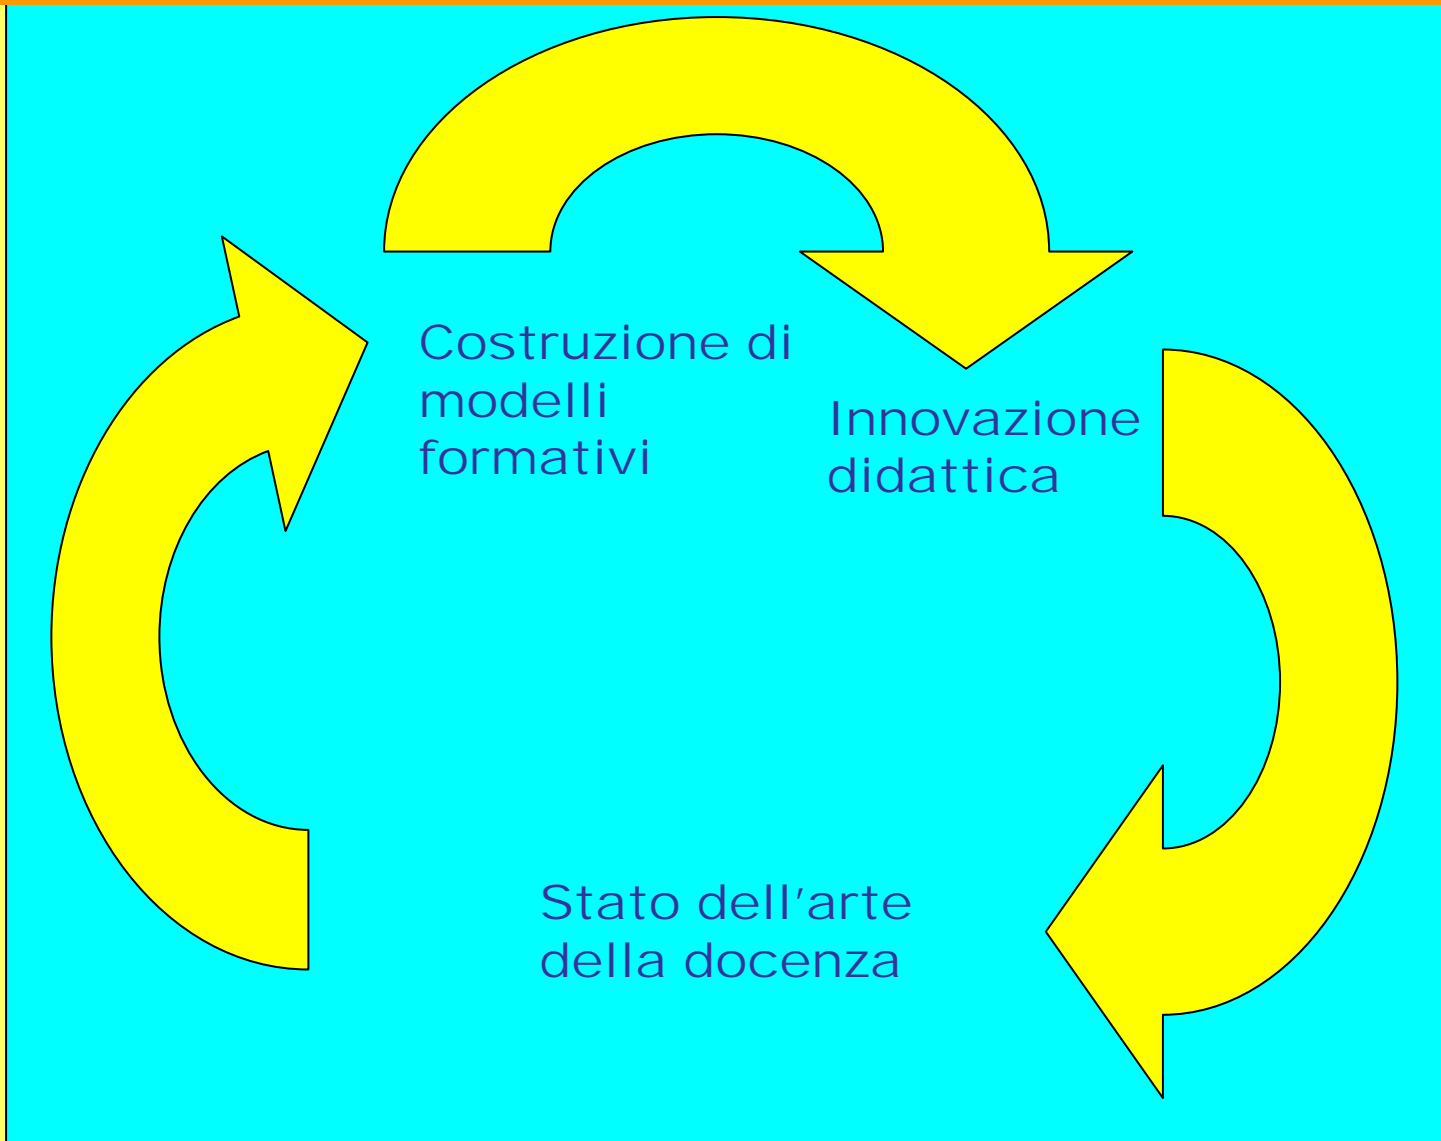 Costruzione di
modelli
formativi
Innovazione
didattica
Stato dell'arte
della docenza